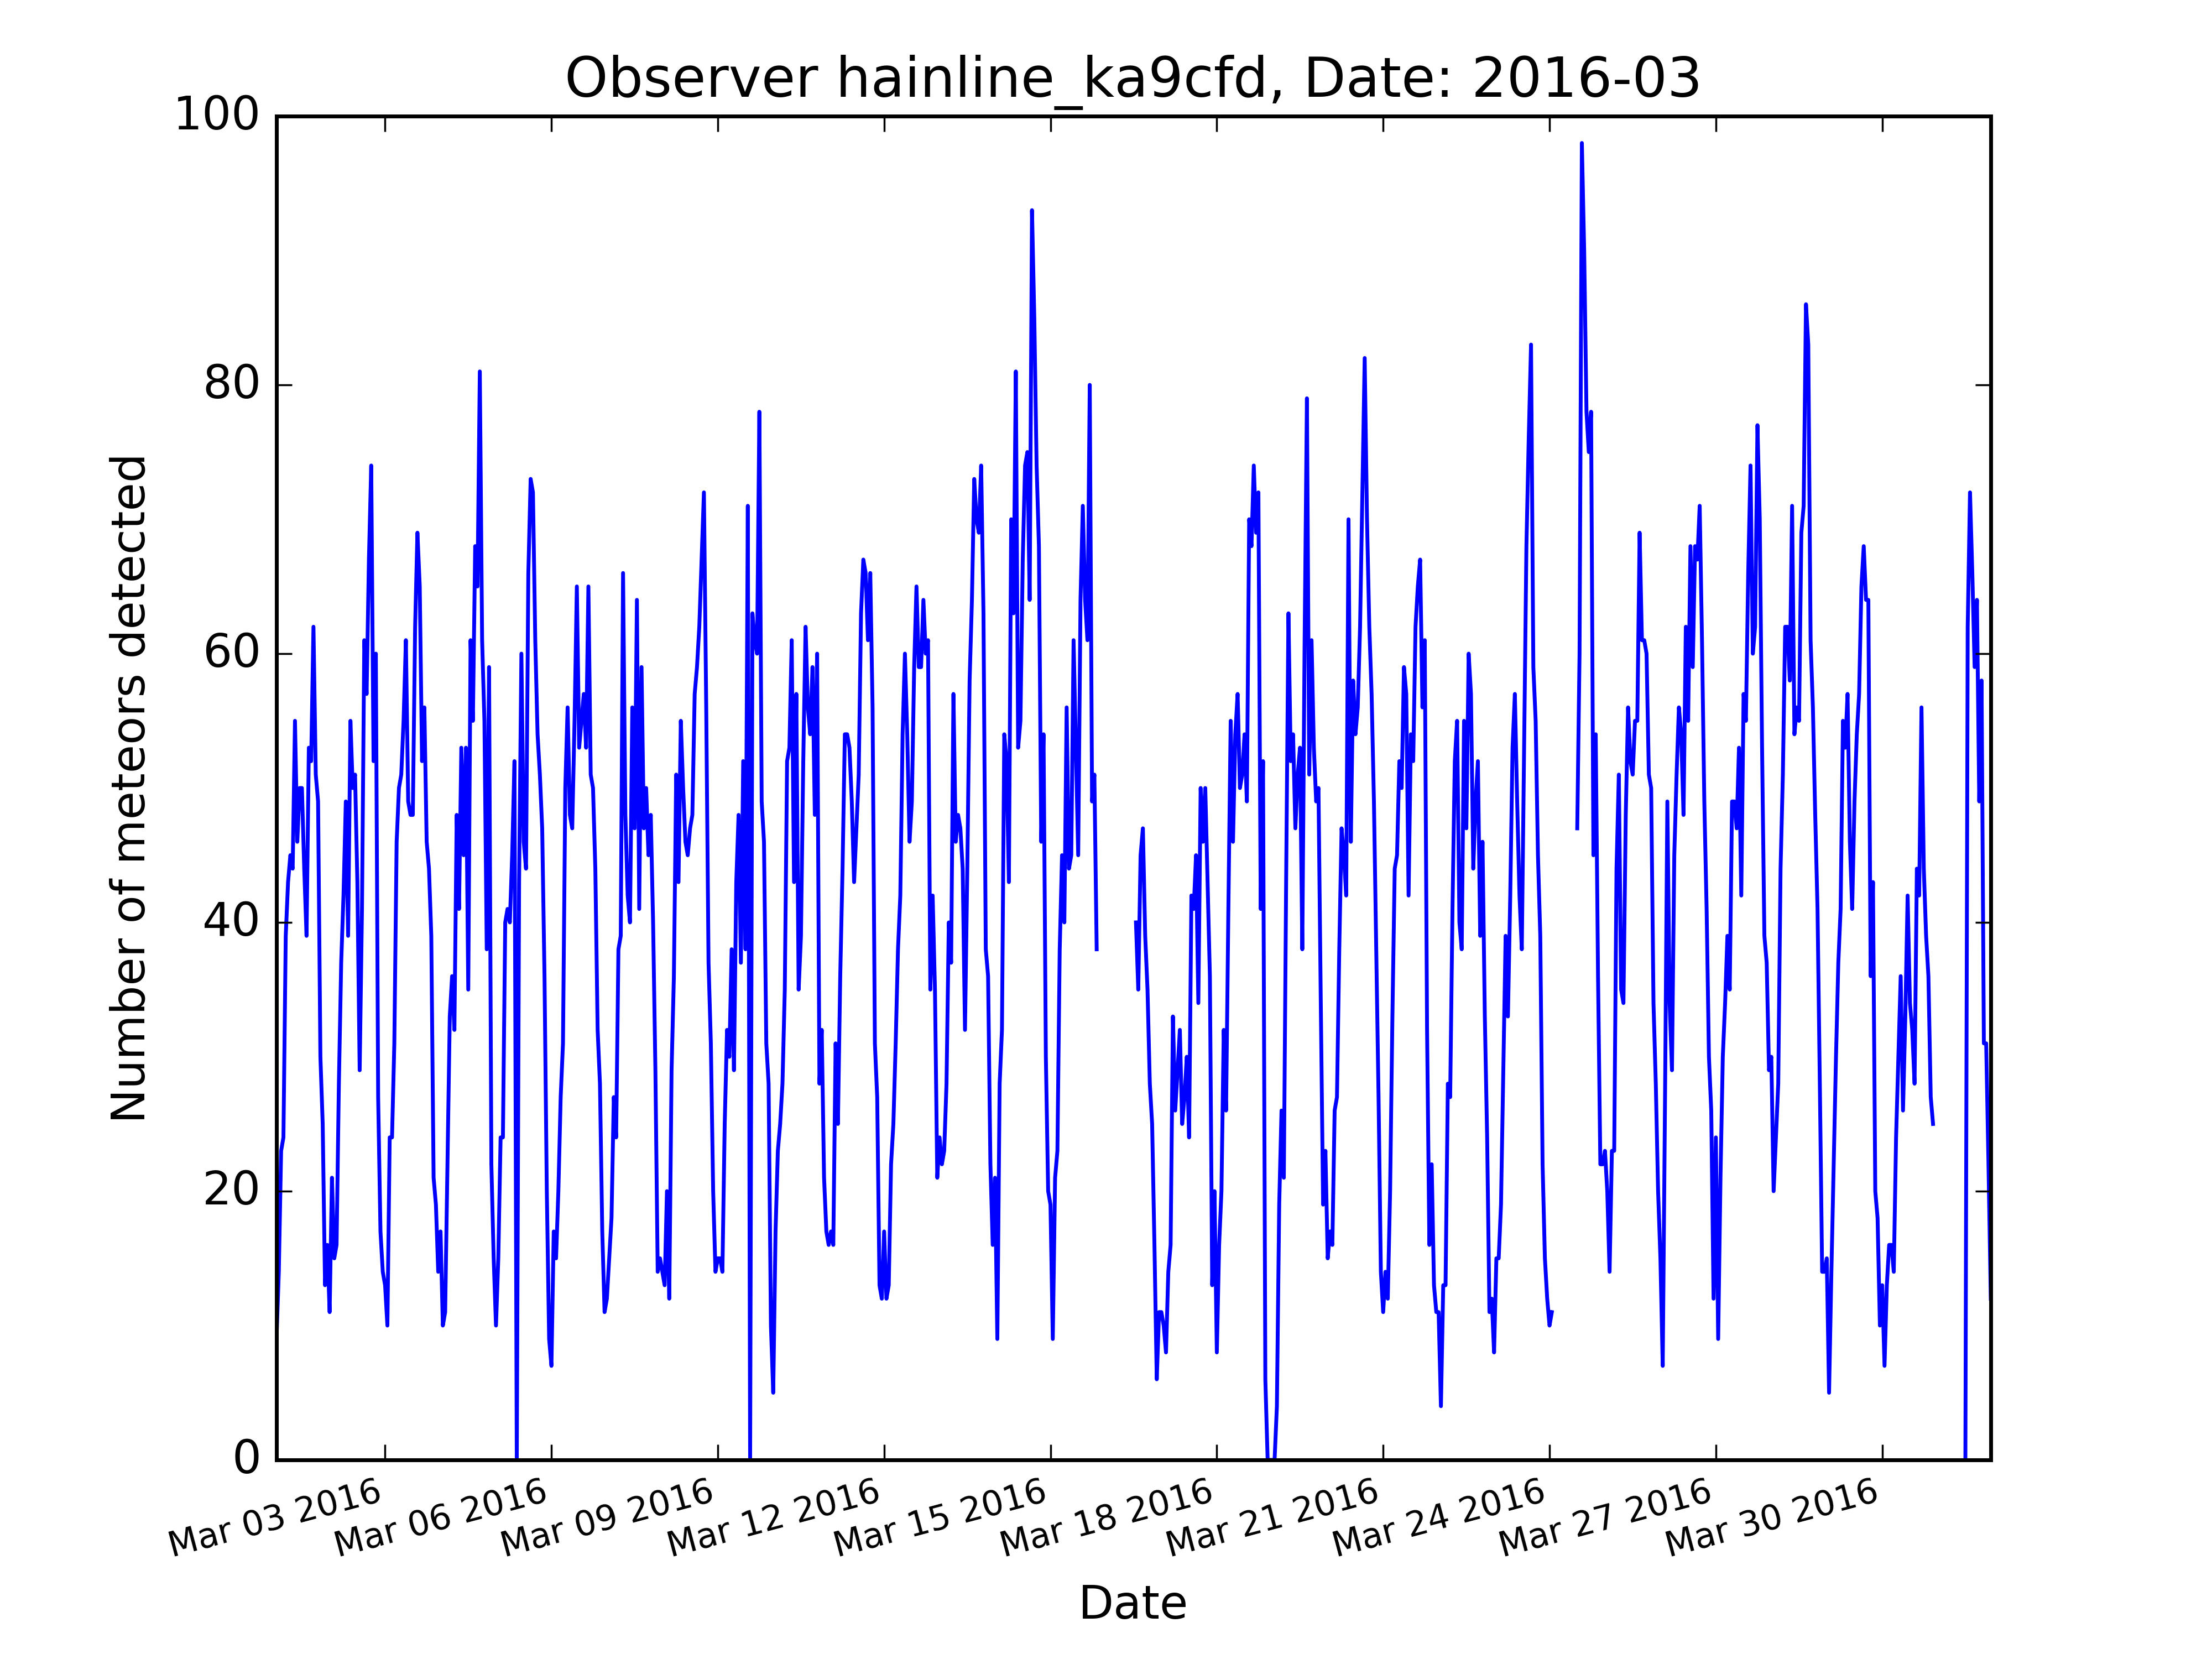 Observer hainline_ka9cfd, Date: 2016-03
100
80
60
40
20
0
Number of meteors detected
Mar 03 2016
Mar 06 2016
Mar 09 2016
Mar 12 2016
Mar 15 2016
Mar 18 2016
Mar 21 2016
Mar 24 2016
Mar 27 2016
Mar 30 2016
Date